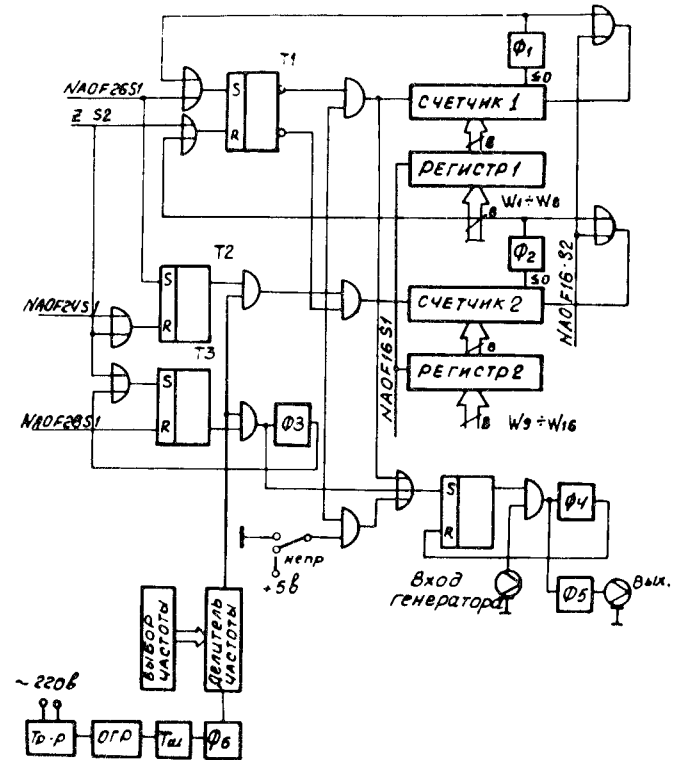 T1
NAOF26S1
Z S2
S
R
Ф1
≤0
СЧЕТЧИК 1
8
РЕГИСТР 1
8
W1÷W8
T2
S
R
NAOF24S1
T3
Ф2
≤0
СЧЕТЧИК 2
8
РЕГИСТР 2
8
W9÷W16
NAOF16S1
NAOF16·S2
NAOF28S1
Ф3
непр
+5в
S
R
Ф4
Ф5
Вход
генератора
Вых.
ВЫБОР
ЧАСТОТЫ
ДЕЛИТЕЛЬ
ЧАСТОТЫ
~220в
Тр-р
ОГР
Тш
Ф6